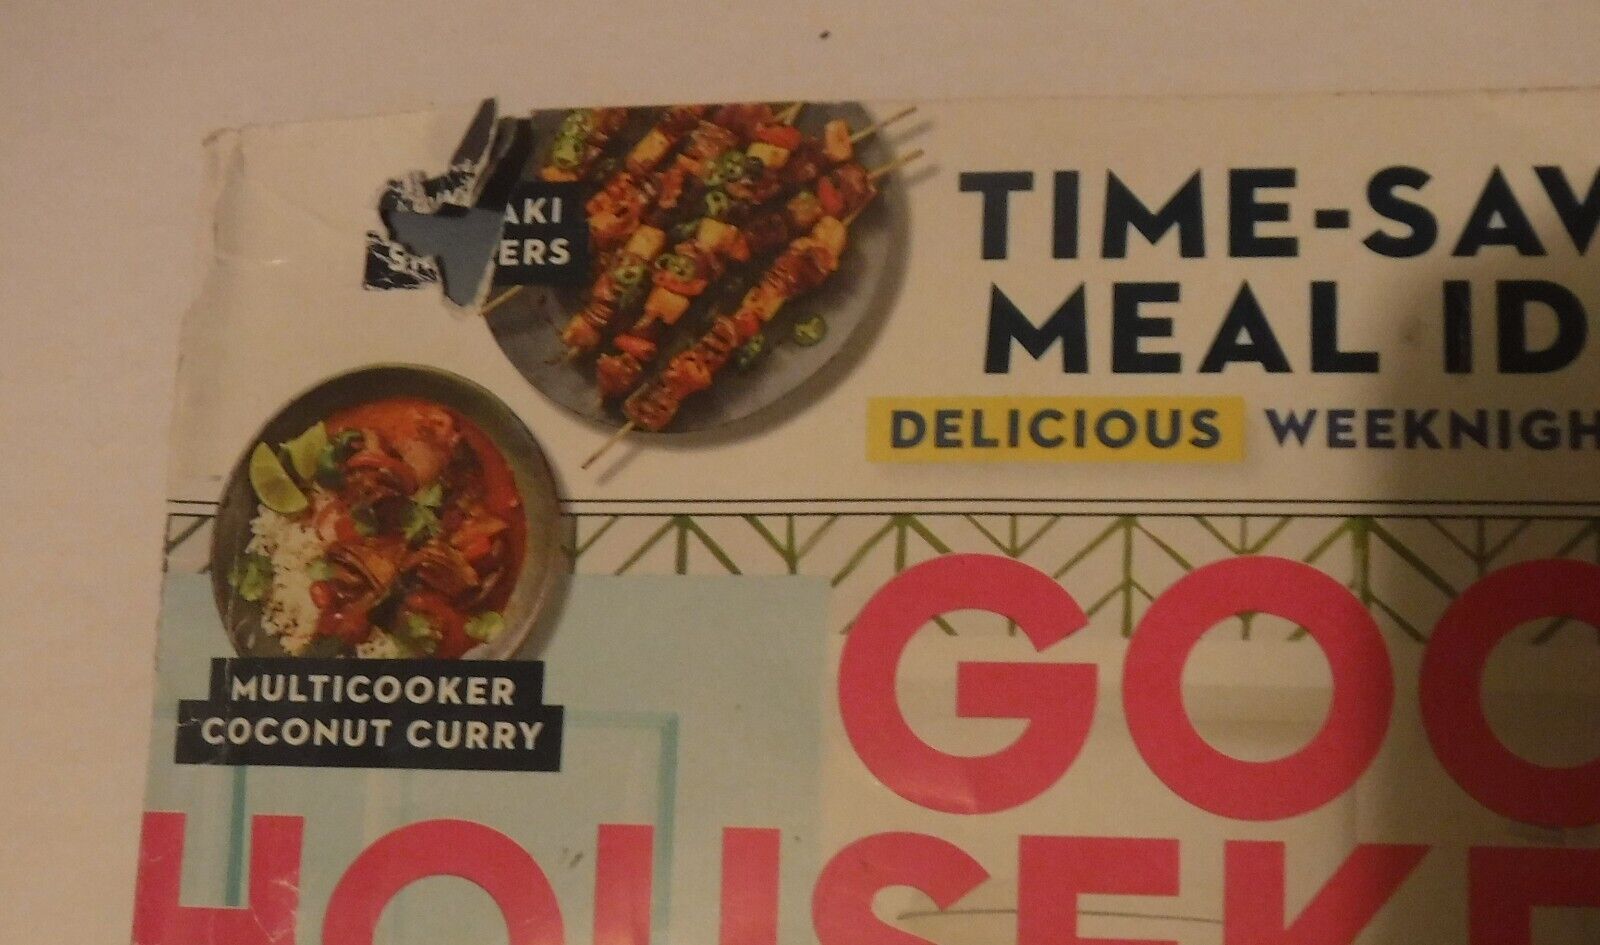 AKI
ERS
TIME-SAV
MEAL ID
DELICIOUS WEEKNIGH
MULTICOOKER
COCONUT CURRY
GOO
HOUSEKE